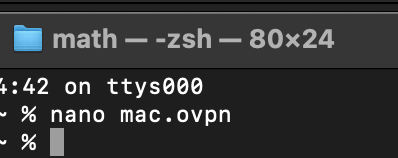 math — -zsh — 80×24
4:42 on ttys000
~ % nano mac.ovpn
~ %